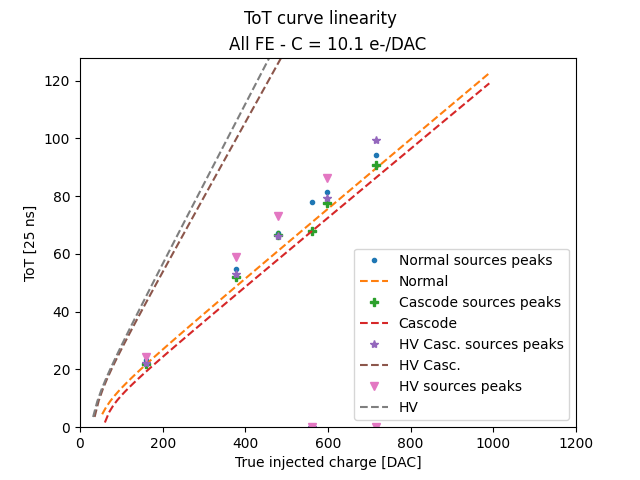 ToT curve linearity
All FE - C = 10.1 e-/DAC
ToT [25 ns]
120
100
80
60
40
20
0
Normal sources peaks
Normal
Cascode sources peaks
Cascode
HV Casc. sources peaks
HV Casc.
HV sources peaks
HV
0 200 400 600 800 1000 1200
True injected charge [DAC]